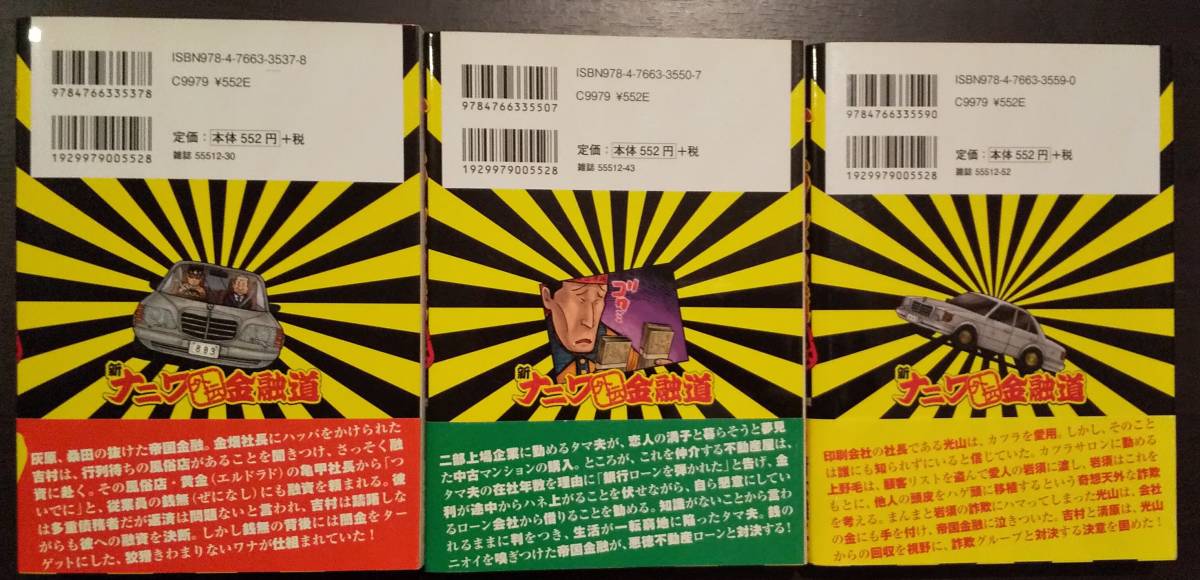 ISBN978-4-7663-3537-8
C9979 ¥552E
9784766335378
定価：本体 552 円＋税
雑誌 55512-30
1929979005528
893
新
ナニワ金融道
外伝
灰原、桑田の抜けた帝国金融。金畑社長にハッパをかけられた
吉村は、行列待ちの風俗店があることを聞きつけ、さっそく融
資に赴く。その風俗店・黄金（エルドラド）の亀甲社長から「つ
いでに」と、従業員の銭無（ぜになし）にも融資を頼まれる。彼
は多重債務者だが返済は問題ないと言われ、吉村は躊躇しな
がらも彼への融資を決断。しかし銭無の背後には闇金をター
ゲットにした、狡猾きわまりないワナが仕組まれていた！
ISBN978-4-7663-3550-7
C9979 ¥552E
9784766335507
定価：本体 552 円＋税
雑誌 55512-43
1929979005528
ゴク…
新
ナニワ金融道
外伝
二部上場企業に勤めるタマ夫が、恋人の満子と暮らそうと夢見
た中古マンションの購入。ところが、これを仲介する不動産屋は、
タマ夫の在社年数を理由に「銀行ローンを弾かれた」と告げ、金
利が途中からハネ上がることを伏せながら、自ら懇意にしてい
るローン会社から借りることを勧める。知識がないことから言わ
れるままに判をつき、生活が一転窮地に陥ったタマ夫。銭の
ニオイを嗅ぎつけた帝国金融が、悪徳不動産ローンと対決する！
ISBN978-4-7663-3559-0
C9979 ¥552E
9784766335590
定価：本体 552 円＋税
雑誌 55512-52
1929979005528
新
ナニワ金融道
外伝
印刷会社の社長である光山は、カツラを愛用。しかし、そのこと
は誰にも知られずにいると信じていた。カツラサロンに勤める
上野毛は、顧客リストを盗んで愛人の岩須に渡し、岩須はこれを
もとに、他人の頭皮をハゲ頭に移植するという奇想天外な詐欺
を考える。まんまと岩須の詐欺にハマってしまった光山は、会社
の金にも手を付け、帝国金融に泣きついた。吉村と清原は、光山
からの回収を視野に、詐欺グループと対決する決意を固めた！